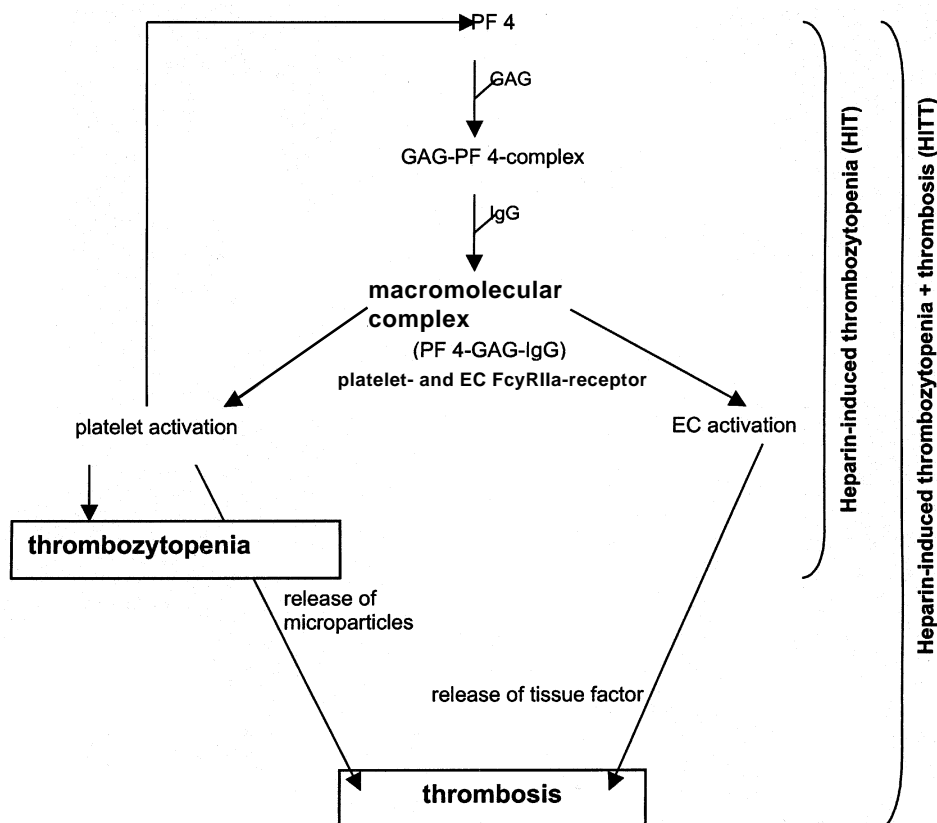 PF 4
GAG
GAG-PF 4-complex
IgG
macromolecular
complex
(PF 4-GAG-IgG)
platelet- and EC FcyRIIa-receptor
platelet activation
EC activation
thrombozytopenia
release of
microparticles
release of tissue factor
thrombosis
Heparin-induced thrombozytopenia (HIT)
Heparin-induced thrombozytopenia + thrombosis (HITT)